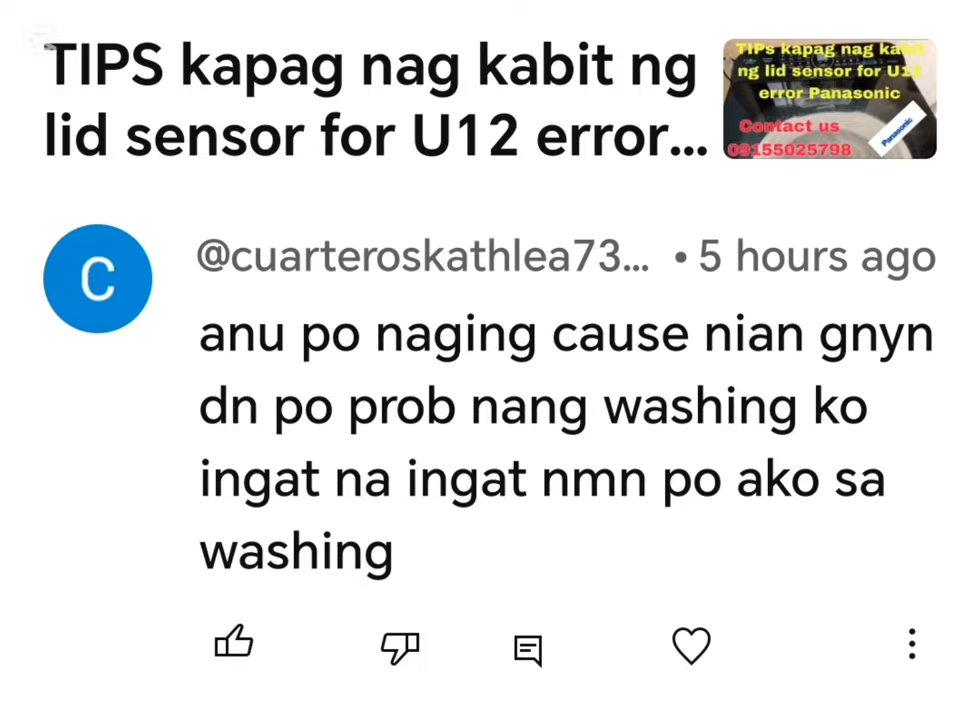 TIPS kapag nag kabit ng
lid sensor for U12 error...
TIPs kapag nag kabit
ng lid sensor for U12
error Panasonic
Contact us
09155025798
Panasonic
C
@cuarteroskathlea73... • 5 hours ago
anu po naging cause nian gnyn
dn po prob nang washing ko
ingat na ingat nmn po ako sa
washing